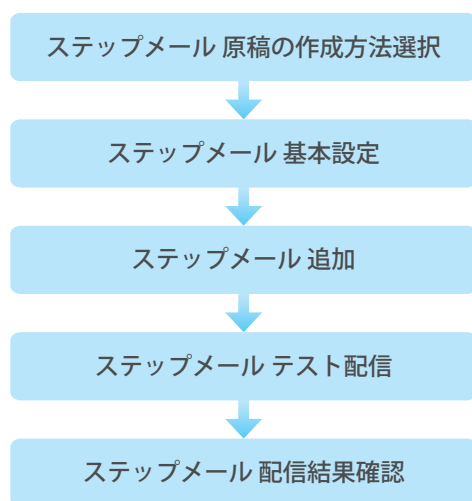 ステップメール 原稿の作成方法選択
ステップメール 基本設定
ステップメール 追加
ステップメール テスト配信
ステップメール 配信結果確認